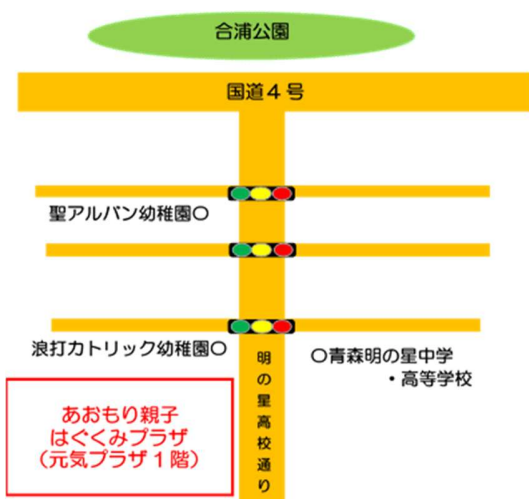 合浦公園
国道４号
聖アルバン幼稚園○
浪打カトリック幼稚園○
○青森明の星中学
・高等学校
明の星高校通り
あおもり親子
はぐくみプラザ
（元気プラザ１階）